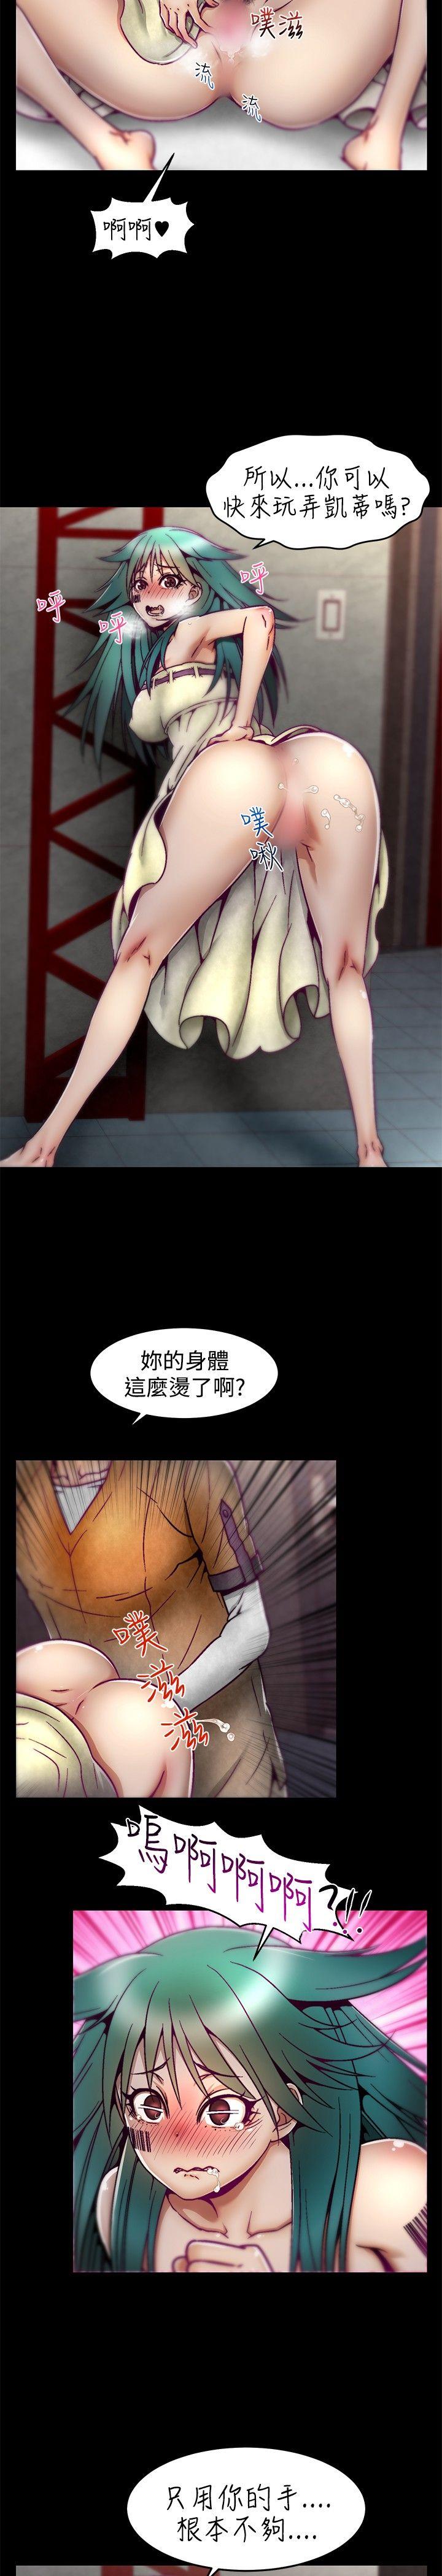 噗滋
流
流
啊啊♥
所以...你可以
快來玩弄凱蒂嗎?
呼
呼
呼
噗
啾
妳的身體
這麼燙了啊?
噗
滋
滋
嗚啊啊啊?!!
只用你的手....
根本不夠....